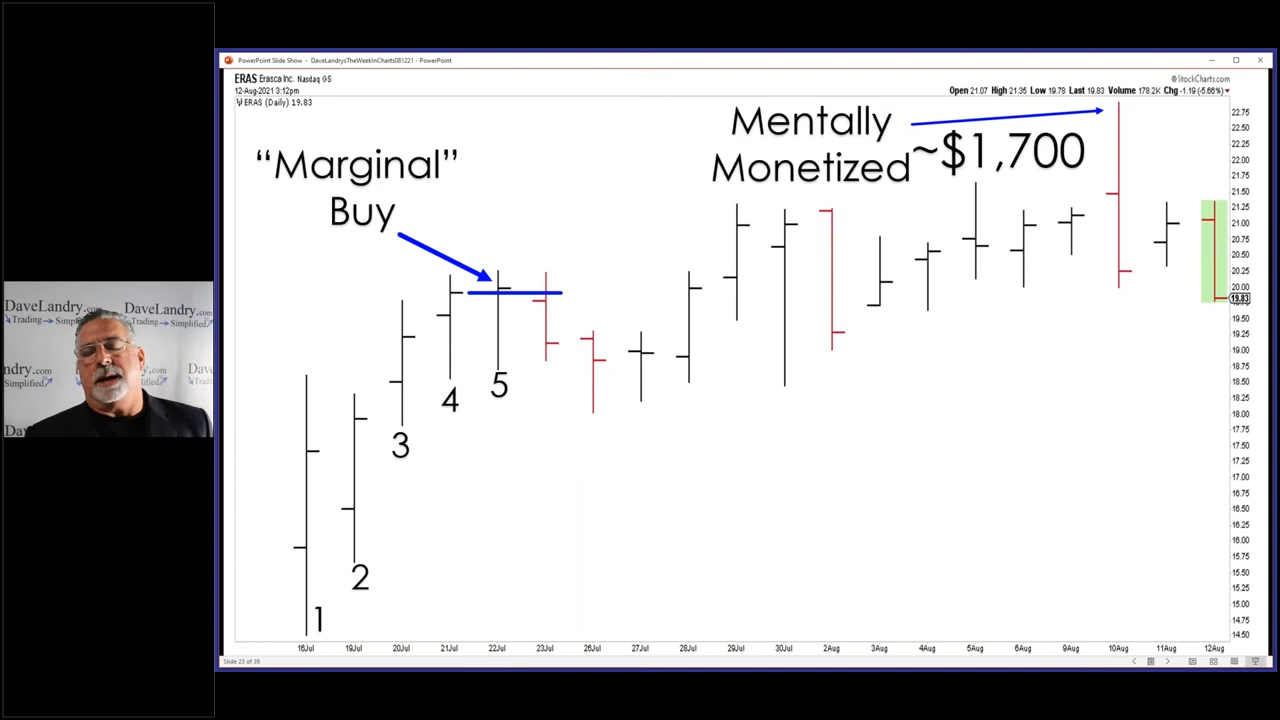 PowerPoint Slide Show - DaveLandrysTheWeekInCharts081221 - PowerPoint
ERAS Erasca Inc. Nasdaq GS
© StockCharts.com
12-Aug-2021 3:12pm
Open 21.07 High 21.35 Low 19.78 Last 19.83 Volume 178.2K Chg -1.19 (-5.66%)
ERAS (Daily) 19.83
Mentally
Monetized
~$1,700
“Marginal”
Buy
1
2
3
4
5
22.75
22.50
22.25
22.00
21.75
21.50
21.25
21.00
20.75
20.50
20.25
20.00
19.83
19.50
19.25
19.00
18.75
18.50
18.25
18.00
17.75
17.50
17.25
17.00
16.75
16.50
16.25
16.00
15.75
15.50
15.25
15.00
14.75
14.50
16Jul 19Jul 20Jul 21Jul 22Jul 23Jul 26Jul 27Jul 28Jul 29Jul 30Jul 2Aug 3Aug 4Aug 5Aug 6Aug 9Aug 10Aug 11Aug 12Aug
Slide 23 of 39
DaveLandry.com
Trading Simplified